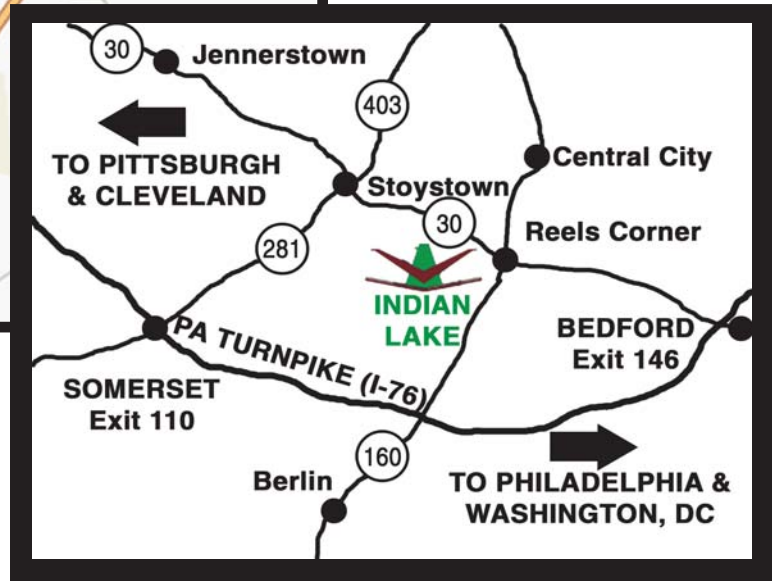 30
Jennerstown
403
TO PITTSBURGH
& CLEVELAND
Central City
Stoystown
30
Reels Corner
281
INDIAN
LAKE
BEDFORD
Exit 146
PA TURNPIKE (I-76)
SOMERSET
Exit 110
160
Berlin
TO PHILADELPHIA &
WASHINGTON, DC